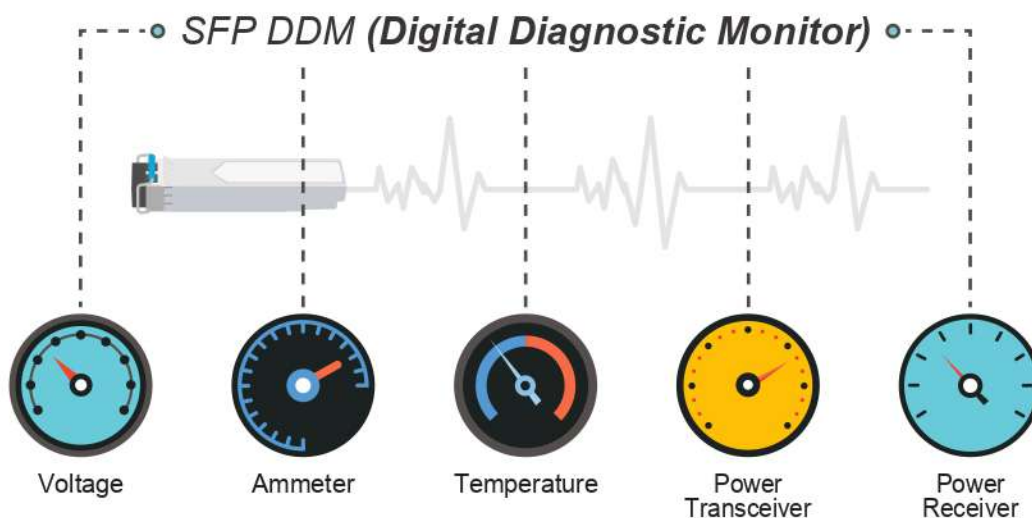 SFP DDM (Digital Diagnostic Monitor)
Voltage
Ammeter
Temperature
Power
Transceiver
Power
Receiver